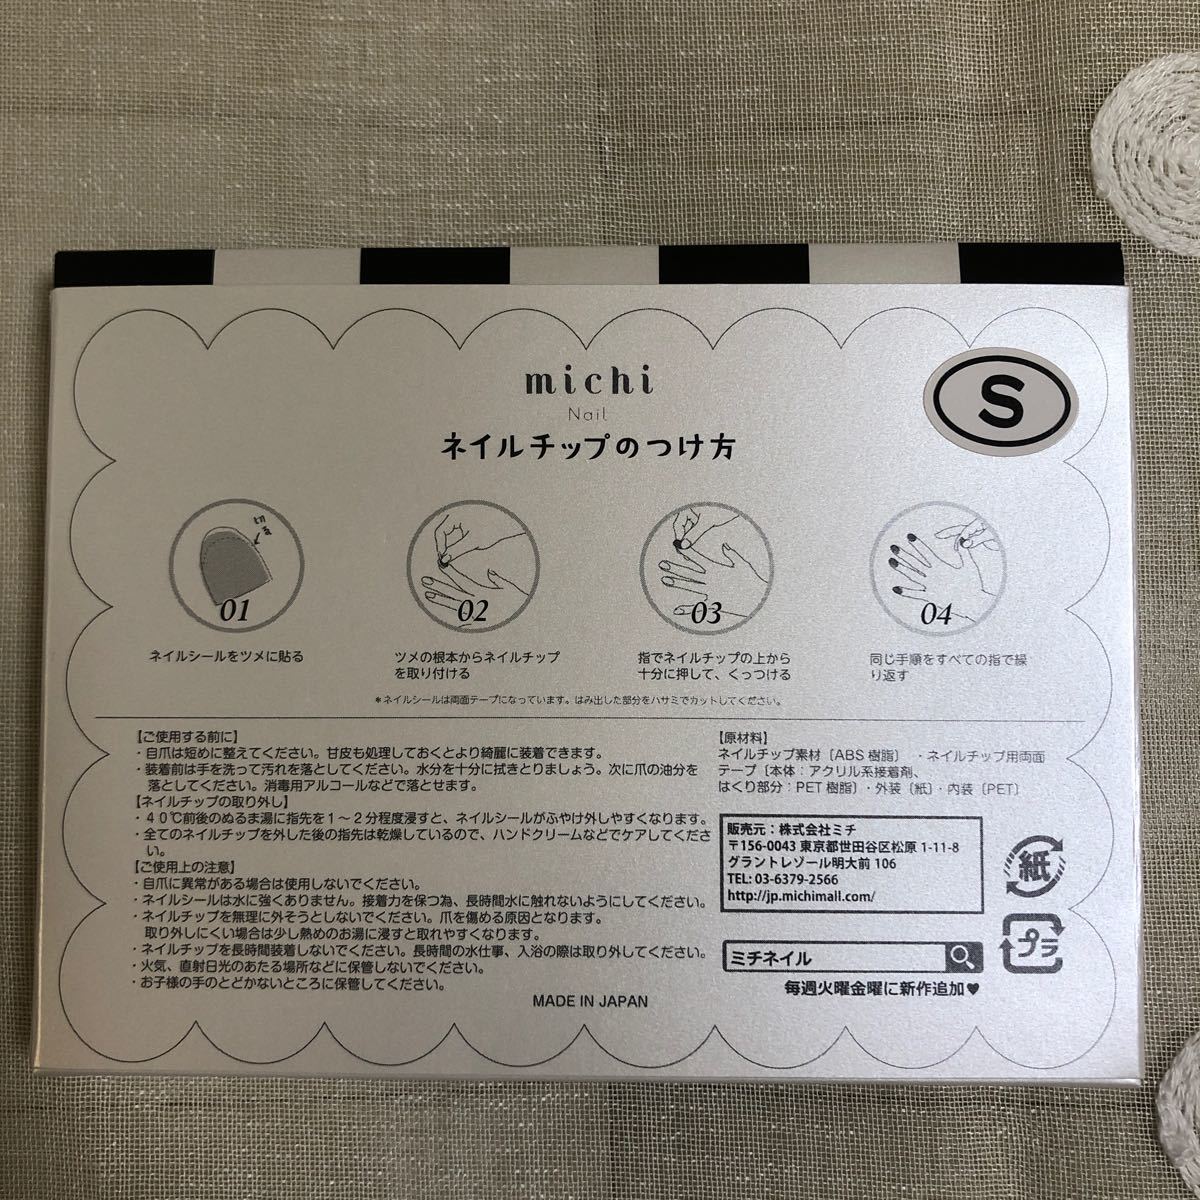 michi
Nail
ネイルチップのつけ方
S
切る
01
02
03
04
ネイルシールをツメに貼る
ツメの根本からネイルチップ
を取り付ける
指でネイルチップの上から
十分に押して、くっつける
同じ手順をすべての指で繰
り返す
＊ネイルシールは両面テープになっています。はみ出した部分をハサミでカットしてください。
【ご使用する前に】
・自爪は短めに整えてください。甘皮も処理しておくとより綺麗に装着できます。
・装着前は手を洗って汚れを落としてください。水分を十分に拭きとりましょう。次に爪の油分を
落としてください。消毒用アルコールなどで落とせます。
【ネイルチップの取り外し】
・40℃前後のぬるま湯に指先を1～2分程度浸すと、ネイルシールがふやけ外しやすくなります。
・全てのネイルチップを外した後の指先は乾燥しているので、ハンドクリームなどでケアしてくださ
い。
【ご使用上の注意】
・自爪に異常がある場合は使用しないでください。
・ネイルシールは水に強くありません。接着力を保つ為、長時間水に触れないようにしてください。
・ネイルチップを無理に外そうとしないでください。爪を傷める原因となります。
取り外しにくい場合は少し熱めのお湯に浸すと取れやすくなります。
・ネイルチップを長時間装着しないでください。長時間の水仕事、入浴の際は取り外してください。
・火気、直射日光のあたる場所などに保管しないでください。
・お子様の手のとどかないところに保管してください。
MADE IN JAPAN
【原材料】
ネイルチップ素材〔ABS樹脂〕・ネイルチップ用両面
テープ〔本体：アクリル系接着剤、
はくり部分：PET樹脂〕・外装〔紙〕・内装〔PET〕
販売元：株式会社ミチ
〒156-0043 東京都世田谷区松原 1-11-8
グラントレゾール明大前 106
TEL: 03-6379-2566
http://jp.michimall.com/
紙
プラ
ミチネイル
毎週火曜金曜に新作追加♥